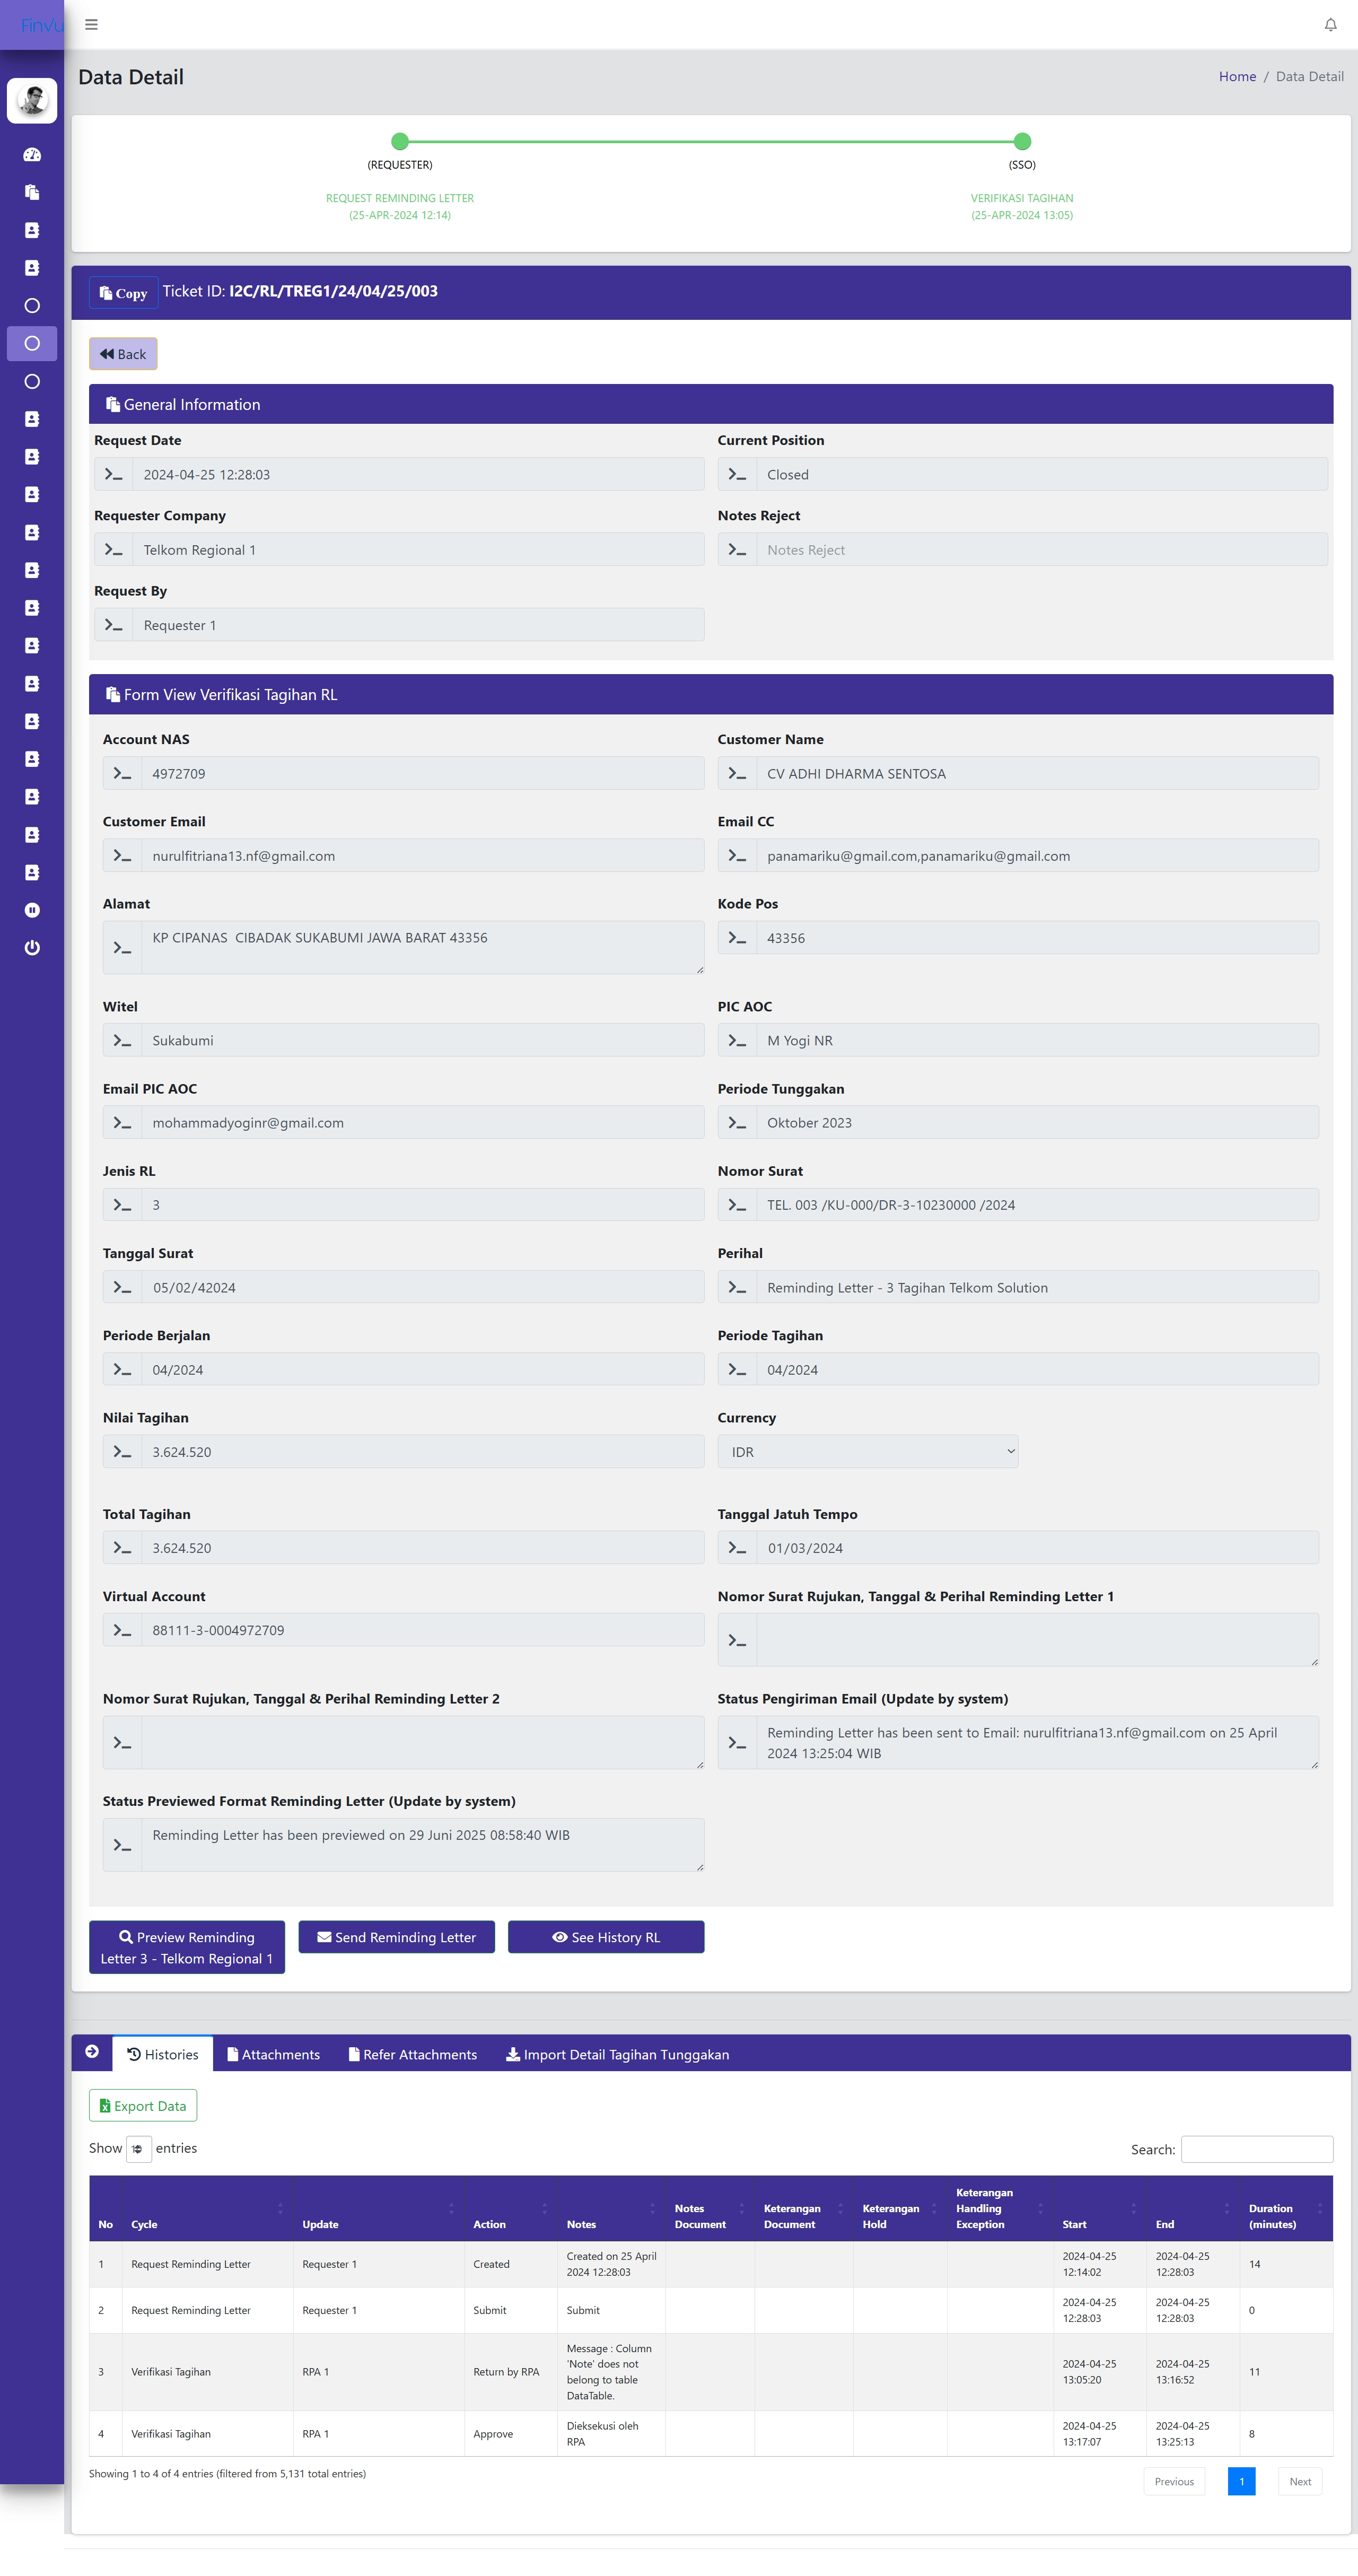 Finvu
Data Detail
Home / Data Detail
(REQUESTER)
(SSO)
REQUEST REMINDING LETTER
(25-APR-2024 12:14)
VERIFIKASI TAGIHAN
(25-APR-2024 13:05)
Copy Ticket ID: I2C/RL/TREG1/24/04/25/003
Back
General Information
Request Date
Current Position
2024-04-25 12:28:03
Closed
Requester Company
Notes Reject
Telkom Regional 1
Notes Reject
Request By
Requester 1
Form View Verifikasi Tagihan RL
Account NAS
Customer Name
4972709
CV ADHI DHARMA SENTOSA
Customer Email
Email CC
nurulfitriana13.nf@gmail.com
panamariku@gmail.com,panamariku@gmail.com
Alamat
Kode Pos
KP CIPANAS  CIBADAK SUKABUMI JAWA BARAT 43356
43356
Witel
PIC AOC
Sukabumi
M Yogi NR
Email PIC AOC
Periode Tunggakan
mohammadyoginr@gmail.com
Oktober 2023
Jenis RL
Nomor Surat
3
TEL. 003 /KU-000/DR-3-10230000 /2024
Tanggal Surat
Perihal
05/02/42024
Reminding Letter - 3 Tagihan Telkom Solution
Periode Berjalan
Periode Tagihan
04/2024
04/2024
Nilai Tagihan
Currency
3.624.520
IDR
Total Tagihan
Tanggal Jatuh Tempo
3.624.520
01/03/2024
Virtual Account
Nomor Surat Rujukan, Tanggal & Perihal Reminding Letter 1
88111-3-0004972709
Nomor Surat Rujukan, Tanggal & Perihal Reminding Letter 2
Status Pengiriman Email (Update by system)
Reminding Letter has been sent to Email: nurulfitriana13.nf@gmail.com on 25 April
2024 13:25:04 WIB
Status Previewed Format Reminding Letter (Update by system)
Reminding Letter has been previewed on 29 Juni 2025 08:58:40 WIB
Preview Reminding
Letter 3 - Telkom Regional 1
Send Reminding Letter
See History RL
Histories
Attachments
Refer Attachments
Import Detail Tagihan Tunggakan
Export Data
Show entries
Search:
No Cycle Update Action Notes Notes Document Keterangan Document Keterangan Hold Keterangan Handling Exception Start End Duration (minutes)
1 Request Reminding Letter Requester 1 Created Created on 25 April 2024 12:28:03 2024-04-25 12:14:02 2024-04-25 12:28:03 14
2 Request Reminding Letter Requester 1 Submit Submit 2024-04-25 12:28:03 2024-04-25 12:28:03 0
3 Verifikasi Tagihan RPA 1 Return by RPA Message : Column 'Note' does not belong to table DataTable. 2024-04-25 13:05:20 2024-04-25 13:16:52 11
4 Verifikasi Tagihan RPA 1 Approve Dieksekusi oleh RPA 2024-04-25 13:17:07 2024-04-25 13:25:13 8
Showing 1 to 4 of 4 entries (filtered from 5,131 total entries)
Previous 1 Next